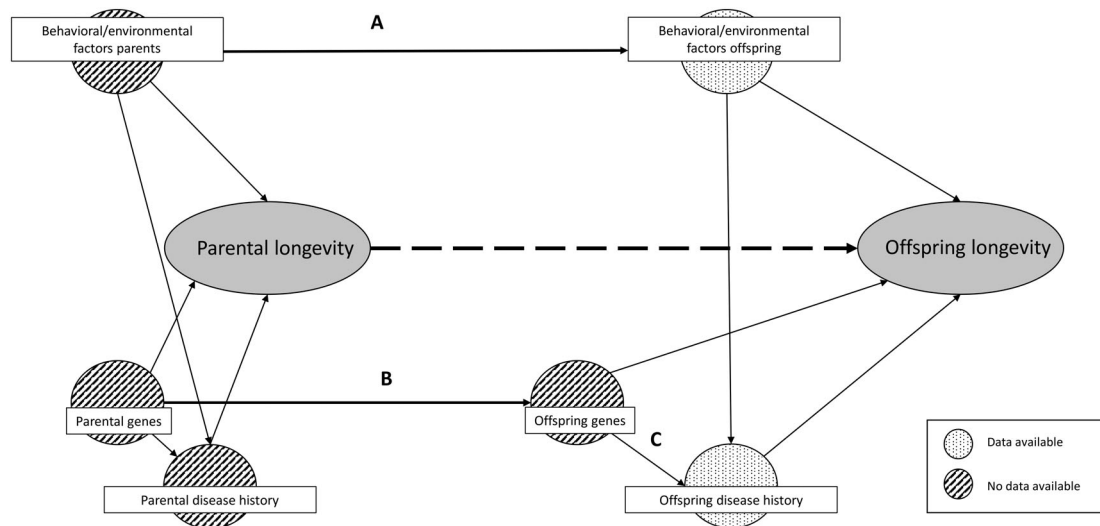 A
Behavioral/environmental
factors parents
Behavioral/environmental
factors offspring
Parental longevity
Offspring longevity
B
Parental genes
Offspring genes
C
Parental disease history
Offspring disease history
Data available
No data available